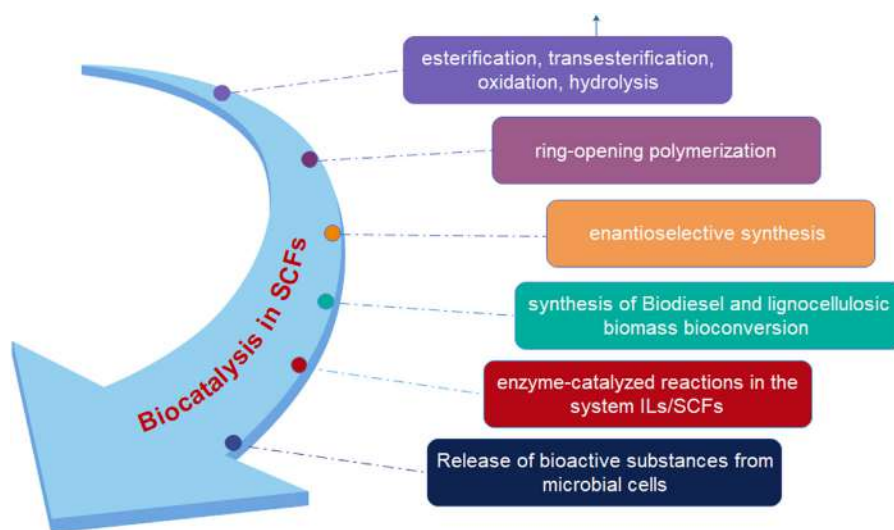 esterification, transesterification,
oxidation, hydrolysis
ring-opening polymerization
enantioselective synthesis
synthesis of Biodiesel and lignocellulosic
biomass bioconversion
enzyme-catalyzed reactions in the
system ILs/SCFs
Release of bioactive substances from
microbial cells
Biocatalysis in SCFs